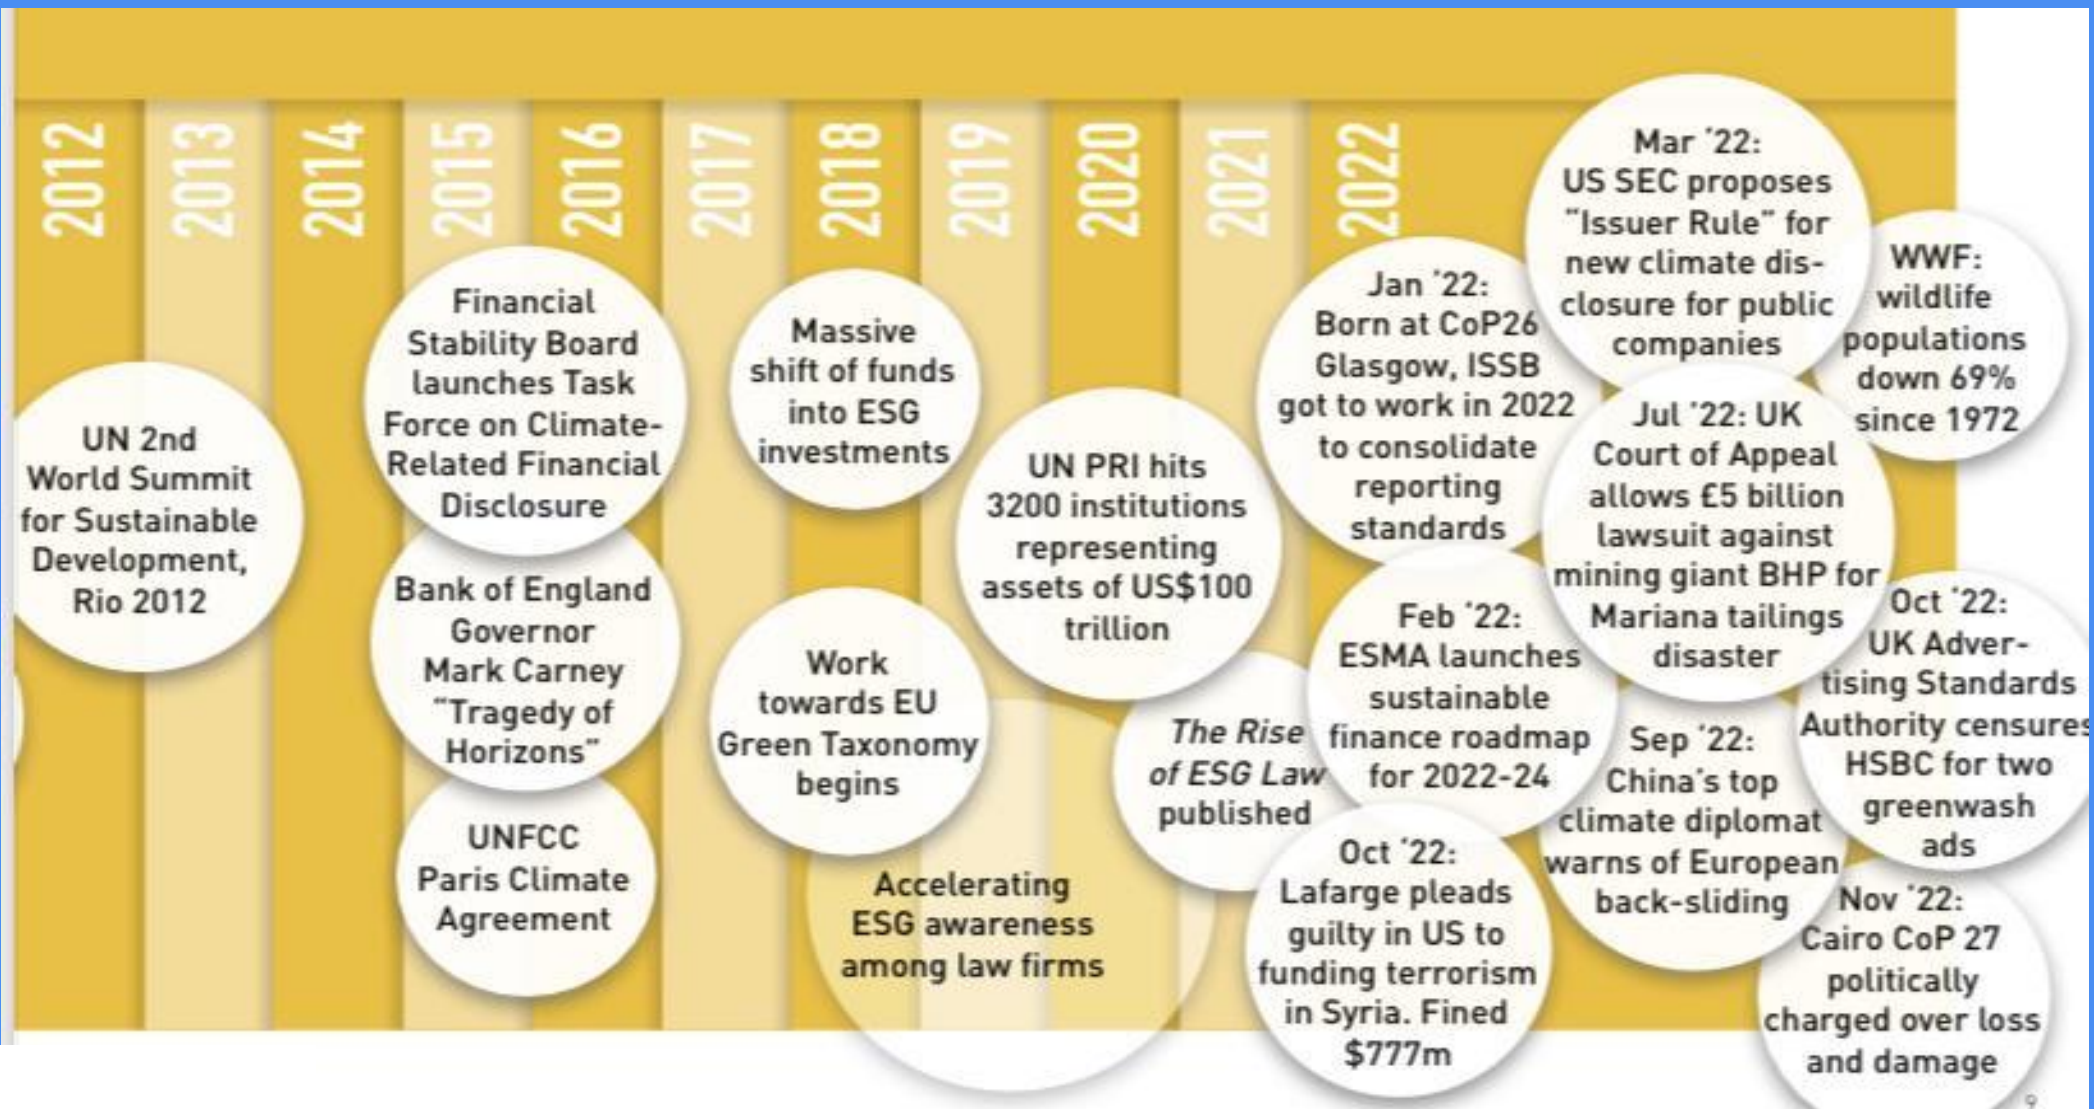 2012
2013
2014
2015
2016
2017
2018
2019
2020
2021
2022
UN 2nd
World Summit
for Sustainable
Development,
Rio 2012
Financial
Stability Board
launches Task
Force on Climate-
Related Financial
Disclosure
Bank of England
Governor
Mark Carney
“Tragedy of
Horizons”
UNFCC
Paris Climate
Agreement
Massive
shift of funds
into ESG
investments
Work
towards EU
Green Taxonomy
begins
Accelerating
ESG awareness
among law firms
UN PRI hits
3200 institutions
representing
assets of US$100
trillion
The Rise
of ESG Law
published
Jan ‘22:
Born at CoP26
Glasgow, ISSB
got to work in 2022
to consolidate
reporting
standards
Feb ‘22:
ESMA launches
sustainable
finance roadmap
for 2022-24
Oct ‘22:
Lafarge pleads
guilty in US to
funding terrorism
in Syria. Fined
$777m
Mar ‘22:
US SEC proposes
“Issuer Rule” for
new climate dis-
closure for public
companies
Jul ‘22: UK
Court of Appeal
allows £5 billion
lawsuit against
mining giant BHP for
Mariana tailings
disaster
Sep ‘22:
China’s top
climate diplomat
warns of European
back-sliding
WWF:
wildlife
populations
down 69%
since 1972
Oct ‘22:
UK Adver-
tising Standards
Authority censures
HSBC for two
greenwash
ads
Nov ‘22:
Cairo CoP 27
politically
charged over loss
and damage
9